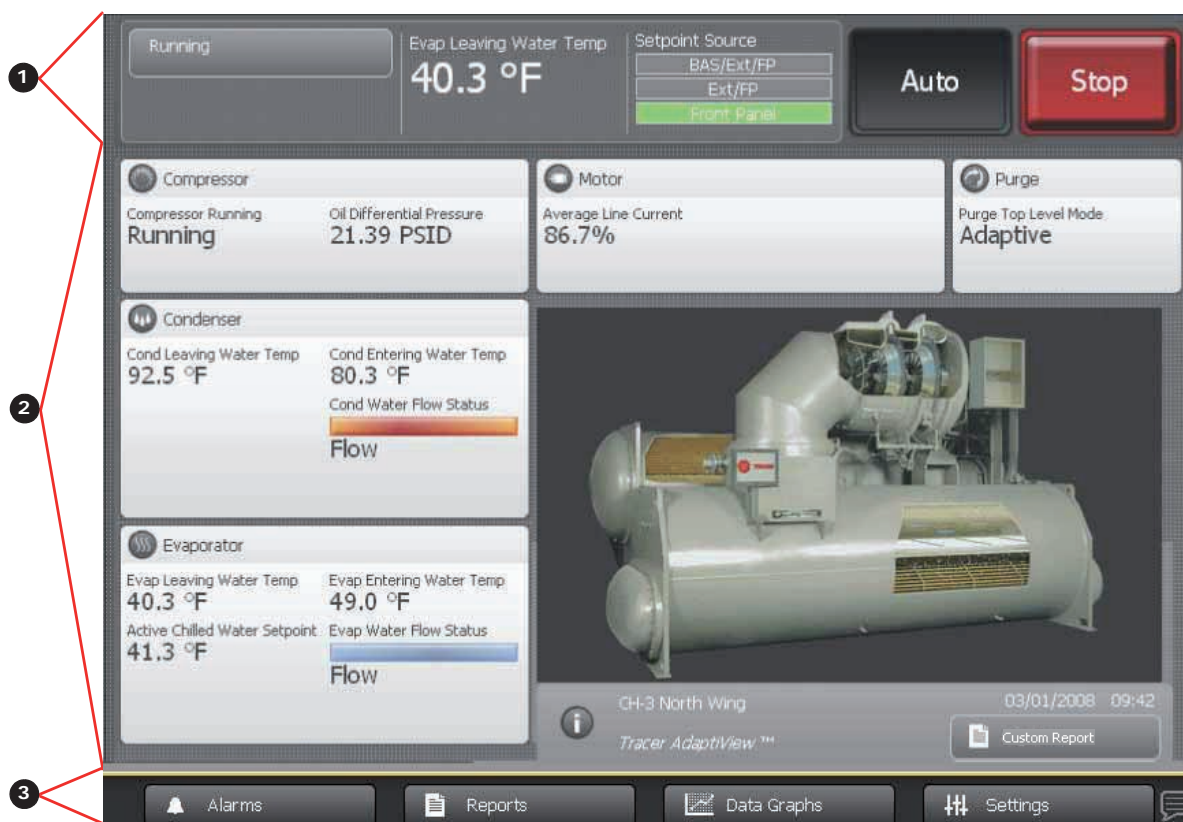 1
Running
Evap Leaving Water Temp
40.3 °F
Setpoint Source
BAS/Ext/FP
Ext/FP
Front Panel
Auto
Stop
Compressor
Compressor Running
Running
Oil Differential Pressure
21.39 PSID
Motor
Average Line Current
86.7%
Purge
Purge Top Level Mode
Adaptive
2
Condenser
Cond Leaving Water Temp
92.5 °F
Cond Entering Water Temp
80.3 °F
Cond Water Flow Status
Flow
Evaporator
Evap Leaving Water Temp
40.3 °F
Evap Entering Water Temp
49.0 °F
Active Chilled Water Setpoint
41.3 °F
Evap Water Flow Status
Flow
CH-3 North Wing
03/01/2008 09:42
Tracer AdaptiView ™
Custom Report
3
Alarms
Reports
Data Graphs
Settings